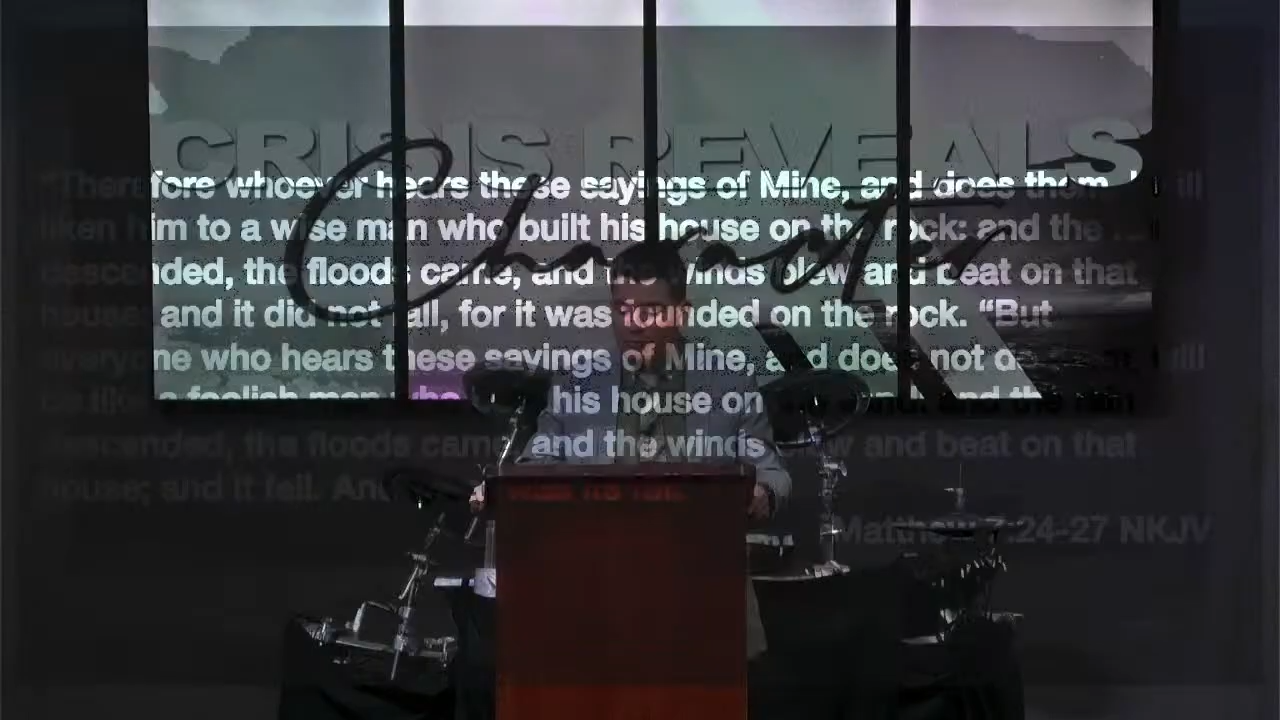 CRISIS REVEALS
Character
"Therefore whoever hears these sayings of Mine, and does them, I will
liken him to a wise man who built his house on the rock: and the
descended, the floods came, and the winds blew and beat on that
house; and it did not fall, for it was founded on the rock. “But
everyone who hears these sayings of Mine, and does not do them, will
be like a foolish man who his house on sand: and the rain
descended, the floods came, and the winds blew and beat on that
house; and it fell. And was its fall.
Matthew 7:24-27 NKJV